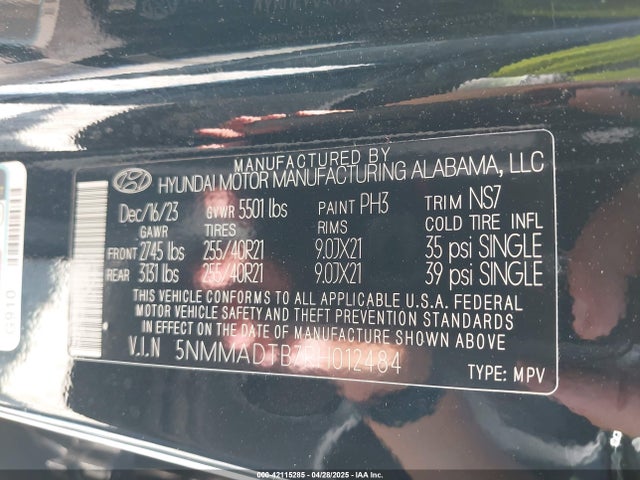 MANUFACTURED BY
HYUNDAI MOTOR MANUFACTURING ALABAMA, LLC
Dec/16/23 GVWR 5501 lbs PAINT PH3 TRIM NS7
GAWR TIRES RIMS COLD TIRE INFL
FRONT 2745 lbs 255/40R21 9.0JX21 35 psi SINGLE
REAR 3131 lbs 255/40R21 9.0JX21 39 psi SINGLE
THIS VEHICLE CONFORMS TO ALL APPLICABLE U.S.A. FEDERAL
MOTOR VEHICLE SAFETY AND THEFT PREVENTION STANDARDS
IN EFFECT ON THE DATE OF MANUFACTURE SHOWN ABOVE.
V.I.N
TYPE: MPV
G910
000-42115285 - 04/28/2025 - IAA Inc.